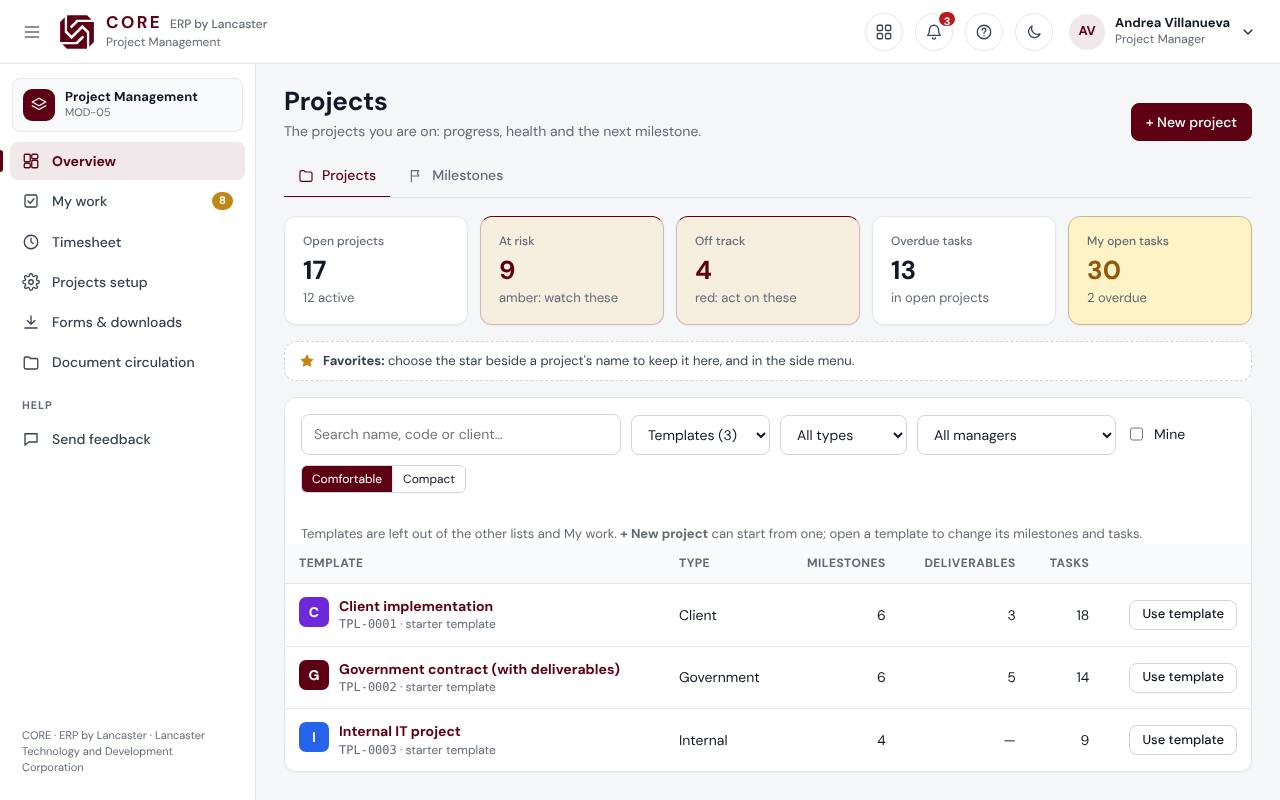 CORE ERP by Lancaster
Project Management
3
AV
Andrea Villanueva
Project Manager
Project Management
MOD-05
Overview
My work 8
Timesheet
Projects setup
Forms & downloads
Document circulation
HELP
Send feedback
CORE · ERP by Lancaster · Lancaster
Technology and Development
Corporation
Projects
The projects you are on: progress, health and the next milestone.
+ New project
Projects Milestones
Open projects
17
12 active
At risk
9
amber: watch these
Off track
4
red: act on these
Overdue tasks
13
in open projects
My open tasks
30
2 overdue
Favorites: choose the star beside a project's name to keep it here, and in the side menu.
Search name, code or client… Templates (3) All types All managers Mine
Comfortable Compact
Templates are left out of the other lists and My work. + New project can start from one; open a template to change its milestones and tasks.
TEMPLATE TYPE MILESTONES DELIVERABLES TASKS
C Client implementation Client 6 3 18 Use template
TPL-0001 · starter template
G Government contract (with deliverables) Government 6 5 14 Use template
TPL-0002 · starter template
I Internal IT project Internal 4 — 9 Use template
TPL-0003 · starter template